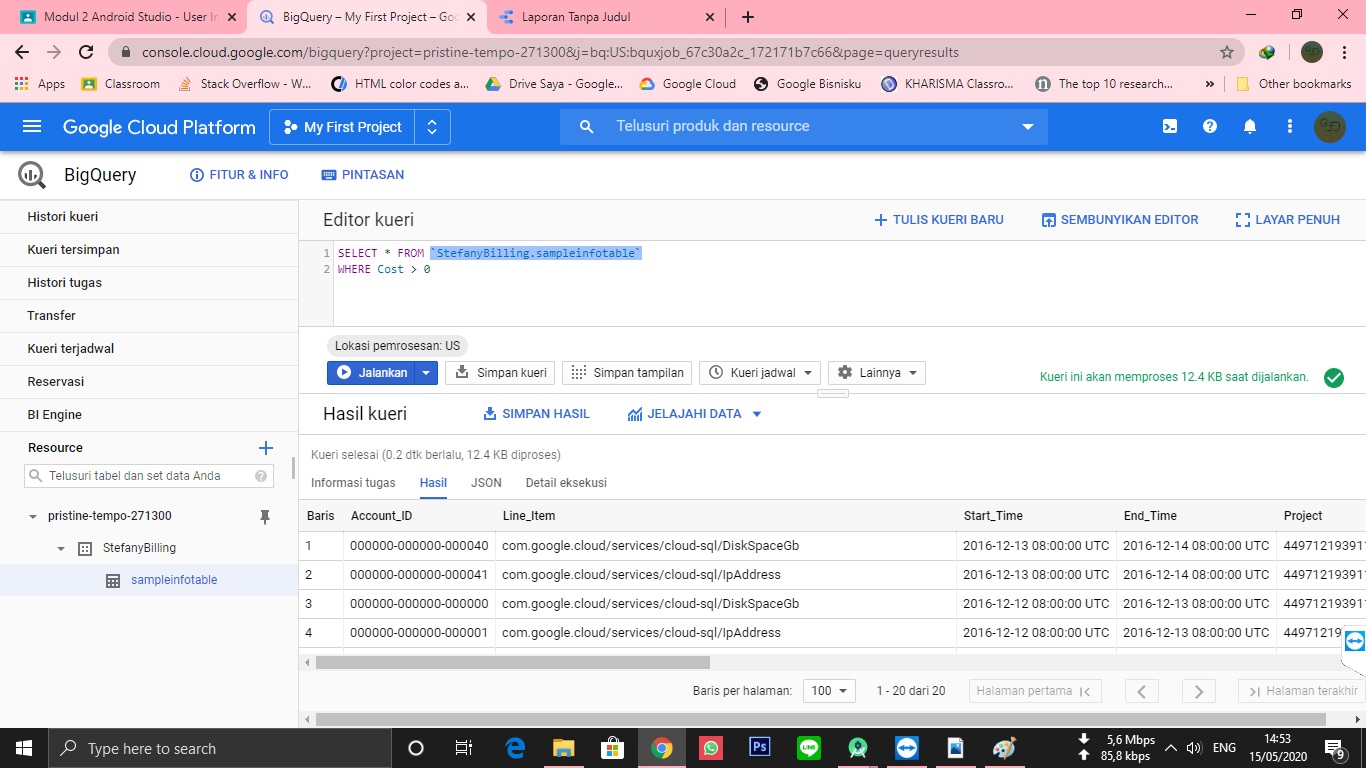 Modul 2 Android Studio - User In
BigQuery – My First Project – Goo
Laporan Tanpa Judul
console.cloud.google.com/bigquery?project=pristine-tempo-271300&j=bq:US:bquxjob_67c30a2c_172171b7c66&page=queryresults
Apps Classroom Stack Overflow - W... HTML color codes a... Drive Saya - Google... Google Cloud Google Bisnisku KHARISMA Classro... The top 10 research... » Other bookmarks
Google Cloud Platform My First Project Telusuri produk dan resource
BigQuery FITUR & INFO PINTASAN
Histori kueri
Kueri tersimpan
Histori tugas
Transfer
Kueri terjadwal
Reservasi
BI Engine
Resource
Telusuri tabel dan set data Anda
pristine-tempo-271300
StefanyBilling
sampleinfotable
Editor kueri TULIS KUERI BARU SEMBUNYIKAN EDITOR LAYAR PENUH
1 SELECT * FROM `StefanyBilling.sampleinfotable`
2 WHERE Cost > 0
Lokasi pemrosesan: US
Jalankan Simpan kueri Simpan tampilan Kueri jadwal Lainnya Kueri ini akan memproses 12.4 KB saat dijalankan.
Hasil kueri SIMPAN HASIL JELAJAHI DATA
Kueri selesai (0.2 dtk berlalu, 12.4 KB diproses)
Informasi tugas Hasil JSON Detail eksekusi
Baris Account_ID Line_Item Start_Time End_Time Project
1 000000-000000-000040 com.google.cloud/services/cloud-sql/DiskSpaceGb 2016-12-13 08:00:00 UTC 2016-12-14 08:00:00 UTC 44971219391
2 000000-000000-000041 com.google.cloud/services/cloud-sql/IpAddress 2016-12-13 08:00:00 UTC 2016-12-14 08:00:00 UTC 44971219391
3 000000-000000-000000 com.google.cloud/services/cloud-sql/DiskSpaceGb 2016-12-12 08:00:00 UTC 2016-12-13 08:00:00 UTC 44971219391
4 000000-000000-000001 com.google.cloud/services/cloud-sql/IpAddress 2016-12-12 08:00:00 UTC 2016-12-13 08:00:00 UTC 4497219
Baris per halaman: 100 1 - 20 dari 20 Halaman pertama Halaman terakhir
Type here to search
Ps
LINE
5,6 Mbps
85,8 kbps
ENG
14:53
15/05/2020
9